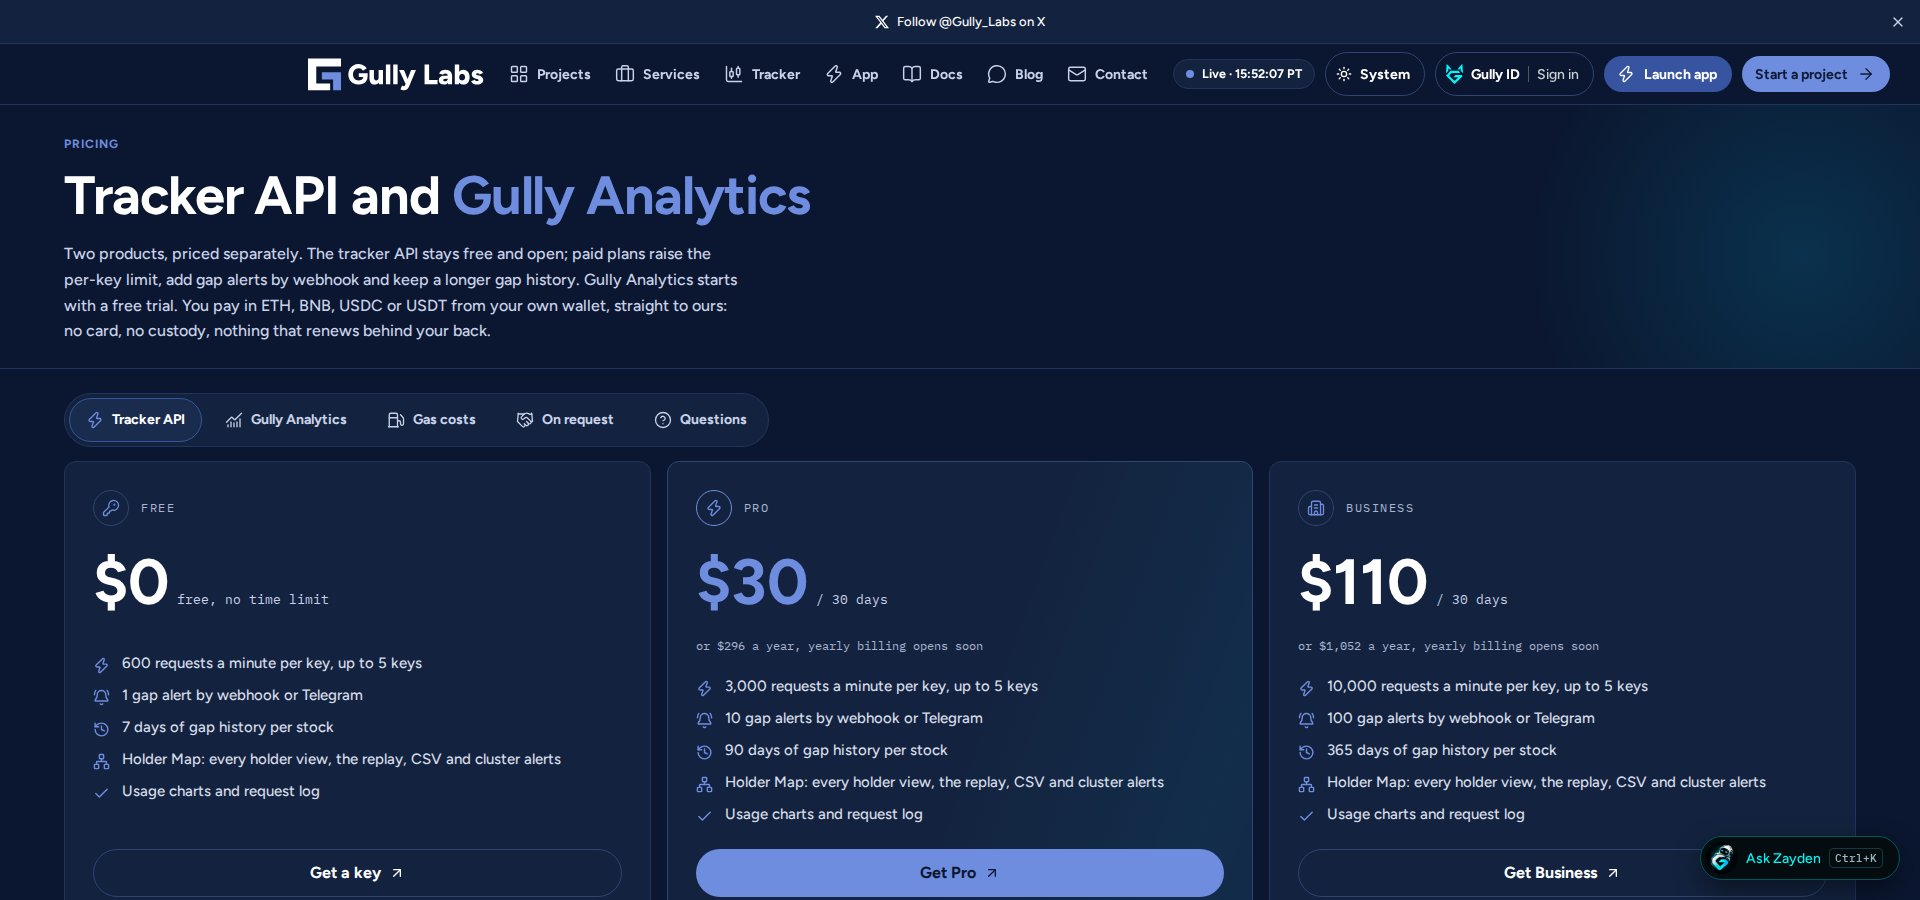 Follow @Gully_Labs on X
Gully Labs
Projects
Services
Tracker
App
Docs
Blog
Contact
Live · 15:52:07 PT
System
Gully ID | Sign in
Launch app
Start a project
PRICING
Tracker API and Gully Analytics
Two products, priced separately. The tracker API stays free and open; paid plans raise the
per-key limit, add gap alerts by webhook and keep a longer gap history. Gully Analytics starts
with a free trial. You pay in ETH, BNB, USDC or USDT from your own wallet, straight to ours:
no card, no custody, nothing that renews behind your back.
Tracker API
Gully Analytics
Gas costs
On request
Questions
FREE
$0 free, no time limit
600 requests a minute per key, up to 5 keys
1 gap alert by webhook or Telegram
7 days of gap history per stock
Holder Map: every holder view, the replay, CSV and cluster alerts
Usage charts and request log
Get a key
PRO
$30 / 30 days
or $296 a year, yearly billing opens soon
3,000 requests a minute per key, up to 5 keys
10 gap alerts by webhook or Telegram
90 days of gap history per stock
Holder Map: every holder view, the replay, CSV and cluster alerts
Usage charts and request log
Get Pro
BUSINESS
$110 / 30 days
or $1,052 a year, yearly billing opens soon
10,000 requests a minute per key, up to 5 keys
100 gap alerts by webhook or Telegram
365 days of gap history per stock
Holder Map: every holder view, the replay, CSV and cluster alerts
Usage charts and request log
Get Business
Ask Zayden Ctrl+K